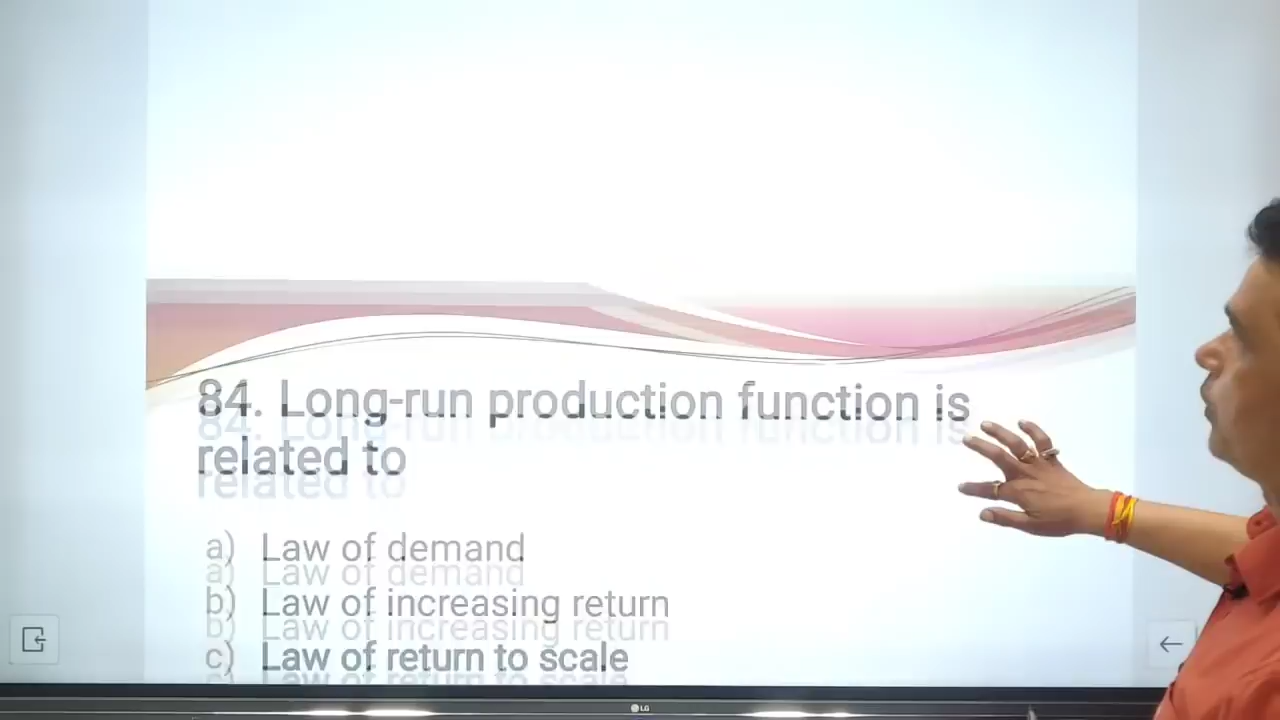 84. Long-run production function is
related to
a) Law of demand
b) Law of increasing return
c) Law of return to scale
LG